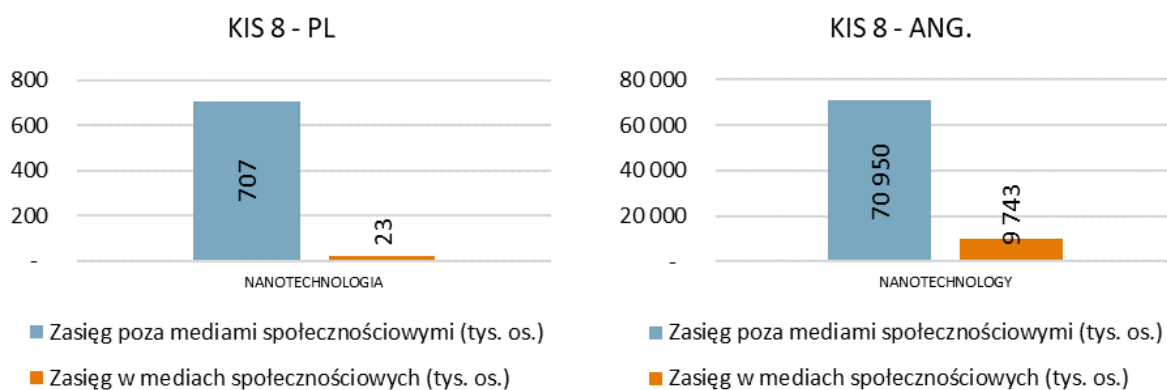 KIS 8 - PL
800
600
400
200
-
707
23
NANOTECHNOLOGIA
Zasięg poza mediami społecznościowymi (tys. os.)
Zasięg w mediach społecznościowych (tys. os.)
KIS 8 - ANG.
80 000
60 000
40 000
20 000
-
70 950
9 743
NANOTECHNOLOGY
Zasięg poza mediami społecznościowymi (tys. os.)
Zasięg w mediach społecznościowych (tys. os.)